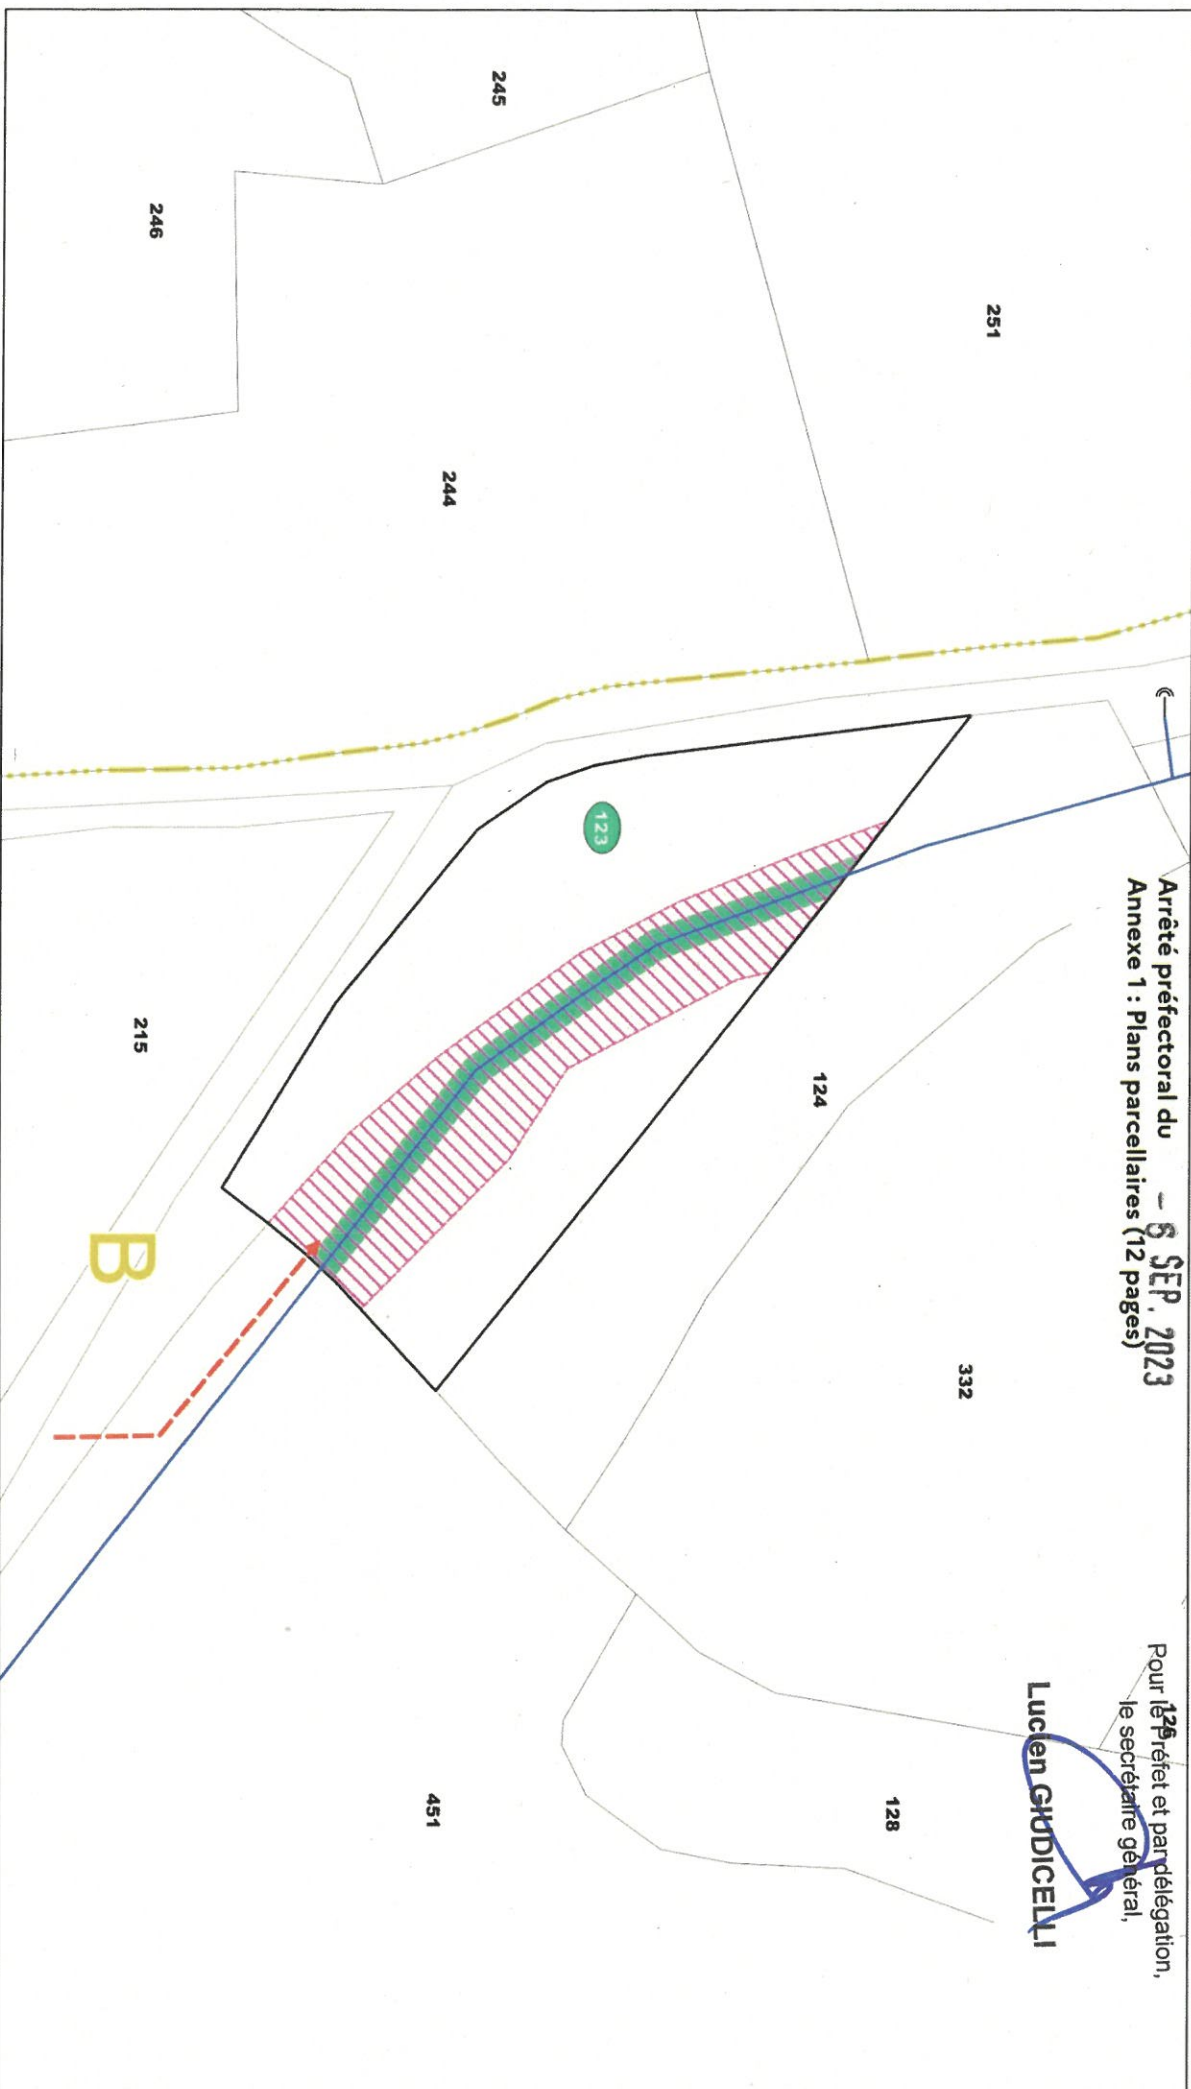 Arrêté préfectoral du - 6 SEP. 2023
Annexe 1 : Plans parcellaires (12 pages)
126
Pour le Préfet et par délégation,
le secrétaire général,
Lucien GIUDICELLI
251
245
246
244
123
124
332
128
215
B
451